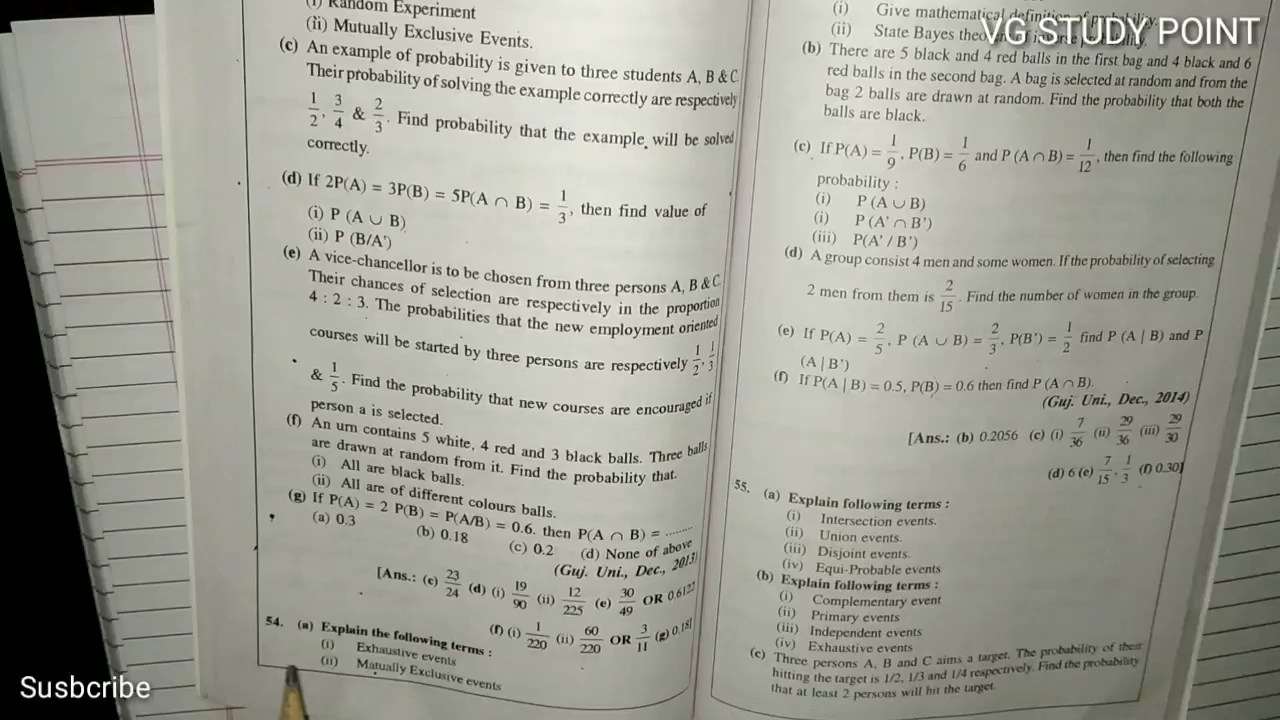 (i) Random Experiment
(ii) Mutually Exclusive Events.
(c) An example of probability is given to three students A, B & C
Their probability of solving the example correctly are respectively
1/2, 3/4 & 2/3. Find probability that the example, will be solved
correctly.
(d) If 2P(A) = 3P(B) = 5P(A ∩ B) = 1/3, then find value of
(i) P (A ∪ B)
(ii) P (B/A')
(e) A vice-chancellor is to be chosen from three persons A, B & C
Their chances of selection are respectively in the proportion
4 : 2 : 3. The probabilities that the new employment oriented
courses will be started by three persons are respectively 1/2, 1/3
& 1/5. Find the probability that new courses are encouraged if
person a is selected.
(f) An urn contains 5 white, 4 red and 3 black balls. Three balls
are drawn at random from it. Find the probability that.
(i) All are black balls.
(ii) All are of different colours balls.
(g) If P(A) = 2 P(B) = P(A/B) = 0.6. then P(A ∩ B) = ........
(a) 0.3 (b) 0.18 (c) 0.2 (d) None of above
(Guj. Uni., Dec., 2013)
[Ans.: (c) 23/24 (d) (i) 19/90 (ii) 12/225 (e) 30/49 OR 0.6122
(f) (i) 1/220 (ii) 60/220 OR 3/11 (g) 0.18]
54. (a) Explain the following terms :
(i) Exhaustive events
(ii) Matually Exclusive events
(i) Give mathematical definition of probability.
(ii) State Bayes theorem of inverse probability.
(b) There are 5 black and 4 red balls in the first bag and 4 black and 6
red balls in the second bag. A bag is selected at random and from the
bag 2 balls are drawn at random. Find the probability that both the
balls are black.
(c) If P(A) = 1/9, P(B) = 1/6 and P (A ∩ B) = 1/12, then find the following
probability :
(i) P (A ∪ B)
(i) P (A' ∩ B')
(iii) P(A' / B')
(d) A group consist 4 men and some women. If the probability of selecting
2 men from them is 2/15. Find the number of women in the group.
(e) If P(A) = 2/5, P (A ∪ B) = 2/3, P(B') = 1/2 find P (A | B) and P
(A | B')
(f) If P(A | B) = 0.5, P(B) = 0.6 then find P (A ∩ B).
(Guj. Uni., Dec., 2014)
[Ans.: (b) 0.2056 (c) (i) 7/36 (ii) 29/36 (iii) 29/30
(d) 6 (e) 7/15, 1/3 (f) 0.30]
55. (a) Explain following terms :
(i) Intersection events.
(ii) Union events.
(iii) Disjoint events.
(iv) Equi-Probable events
(b) Explain following terms :
(i) Complementary event
(ii) Primary events
(iii) Independent events
(iv) Exhaustive events
(c) Three persons A, B and C aims a target. The probability of their
hitting the target is 1/2, 1/3 and 1/4 respectively. Find the probability
that at least 2 persons will hit the target.
VG STUDY POINT
Susbcribe